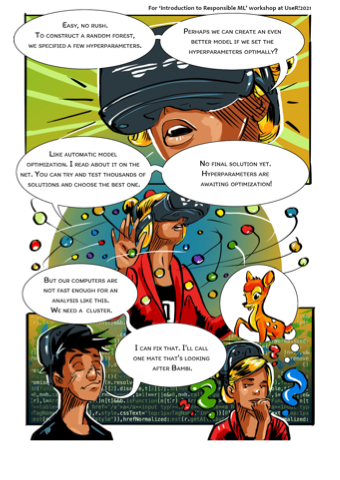 For 'Introduction to Responsible ML' workshop at UseR!2021
Easy, no rush.
To construct a random forest,
we specified a few hyperparameters.
Perhaps we can create an even
better model if we set the
hyperparameters optimally?
Like automatic model
optimization. I read about it on the
net. You can try and test thousands of
solutions and choose the best one.
No final solution yet.
Hyperparameters are
awaiting optimization!
But our computers are
not fast enough for an
analysis like this.
We need a cluster.
I can fix that. I'll call
one mate that's looking
after Bambi.